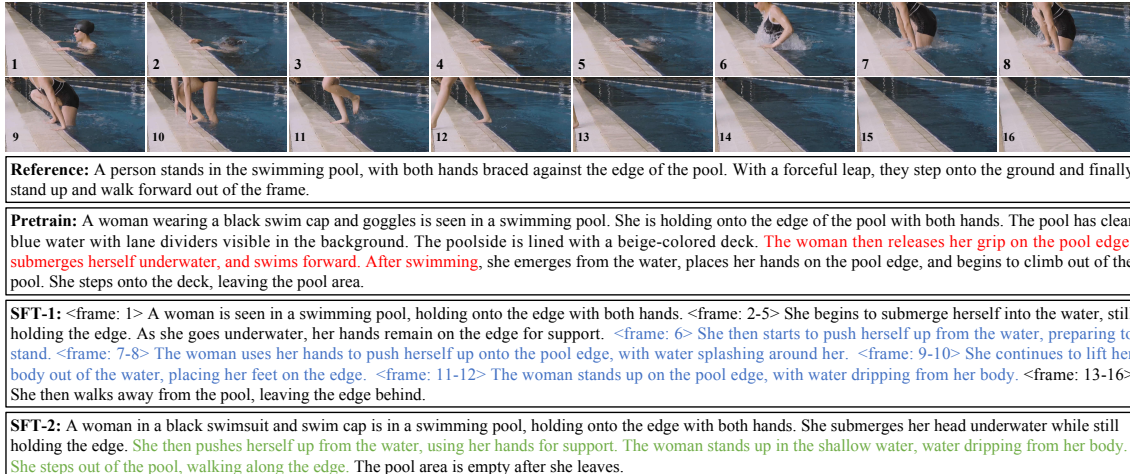 1 2 3 4 5 6 7 8
9 10 11 12 13 14 15 16
Reference: A person stands in the swimming pool, with both hands braced against the edge of the pool. With a forceful leap, they step onto the ground and finally
stand up and walk forward out of the frame.
Pretrain: A woman wearing a black swim cap and goggles is seen in a swimming pool. She is holding onto the edge of the pool with both hands. The pool has clear
blue water with lane dividers visible in the background. The poolside is lined with a beige-colored deck. The woman then releases her grip on the pool edge
submerges herself underwater, and swims forward. After swimming, she emerges from the water, places her hands on the pool edge, and begins to climb out of the
pool. She steps onto the deck, leaving the pool area.
SFT-1: <frame: 1> A woman is seen in a swimming pool, holding onto the edge with both hands. <frame: 2-5> She begins to submerge herself into the water, still
holding the edge. As she goes underwater, her hands remain on the edge for support. <frame: 6> She then starts to push herself up from the water, preparing to
stand. <frame: 7-8> The woman uses her hands to push herself up onto the pool edge, with water splashing around her. <frame: 9-10> She continues to lift her
body out of the water, placing her feet on the edge. <frame: 11-12> The woman stands up on the pool edge, with water dripping from her body. <frame: 13-16>
She then walks away from the pool, leaving the edge behind.
SFT-2: A woman in a black swimsuit and swim cap is in a swimming pool, holding onto the edge with both hands. She submerges her head underwater while still
holding the edge. She then pushes herself up from the water, using her hands for support. The woman stands up in the shallow water, water dripping from her body.
She steps out of the pool, walking along the edge. The pool area is empty after she leaves.